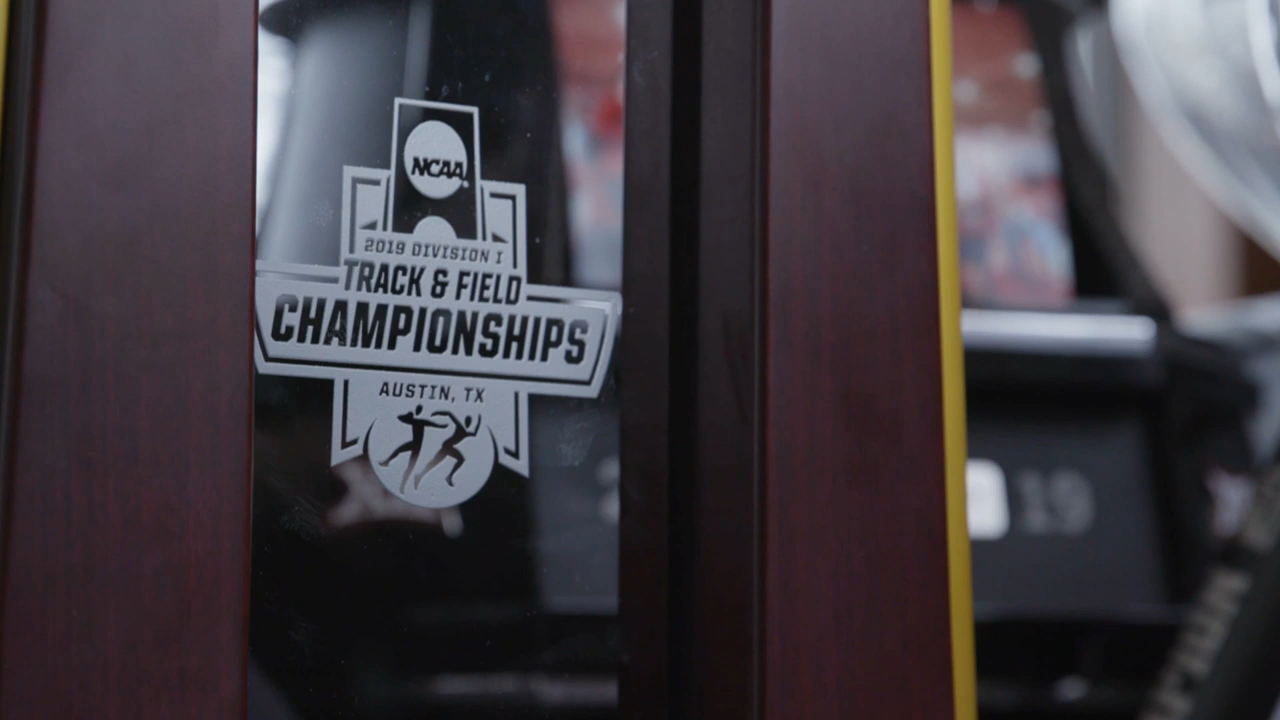 NCAA
2019 DIVISION I
TRACK & FIELD
CHAMPIONSHIPS
AUSTIN, TX
19